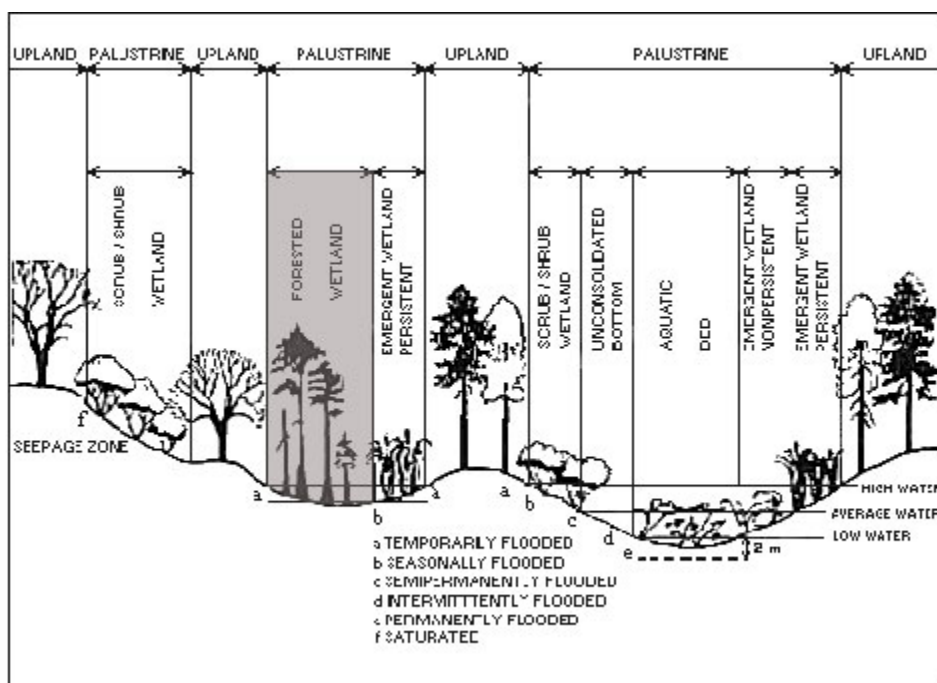 UPLAND PALUSTRINE UPLAND PALUSTRINE UPLAND PALUSTRINE UPLAND
SCRUB / SHRUB
WETLAND
FORESTED
WETLAND
EMERGENT WETLAND
PERSISTENT
SCRUB / SHRUB
WETLAND
UNCONSOLIDATED
BOTTOM
AQUATIC
BED
EMERGENT WETLAND
NONPERSISTENT
EMERGENT WETLAND
PERSISTENT
f
SEEPAGE ZONE
a
b
a
a
b
c
d
e
HIGH WATER
AVERAGE WATER
LOW WATER
2 m
a TEMPORARILY FLOODED
b SEASONALLY FLOODED
c SEMIPERMANENTLY FLOODED
d INTERMITTTENTLY FLOODED
e PERMANENTLY FLOODED
f SATURATED